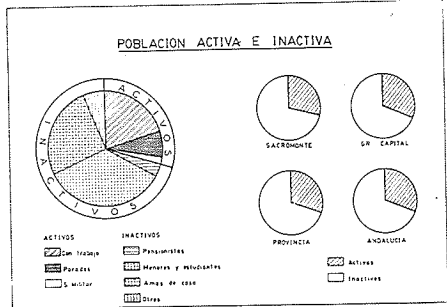 POBLACION ACTIVA E INACTIVA
ACTIVOS
INACTIVOS
SACROMONTE
GR CAPITAL
PROVINCIA
ANDALUCIA
ACTIVOS
Con trabajo
Parados
S. Militar
INACTIVOS
Pensionistas
Menores y estudiantes
Amas de casa
Otros
Activos
Inactivos